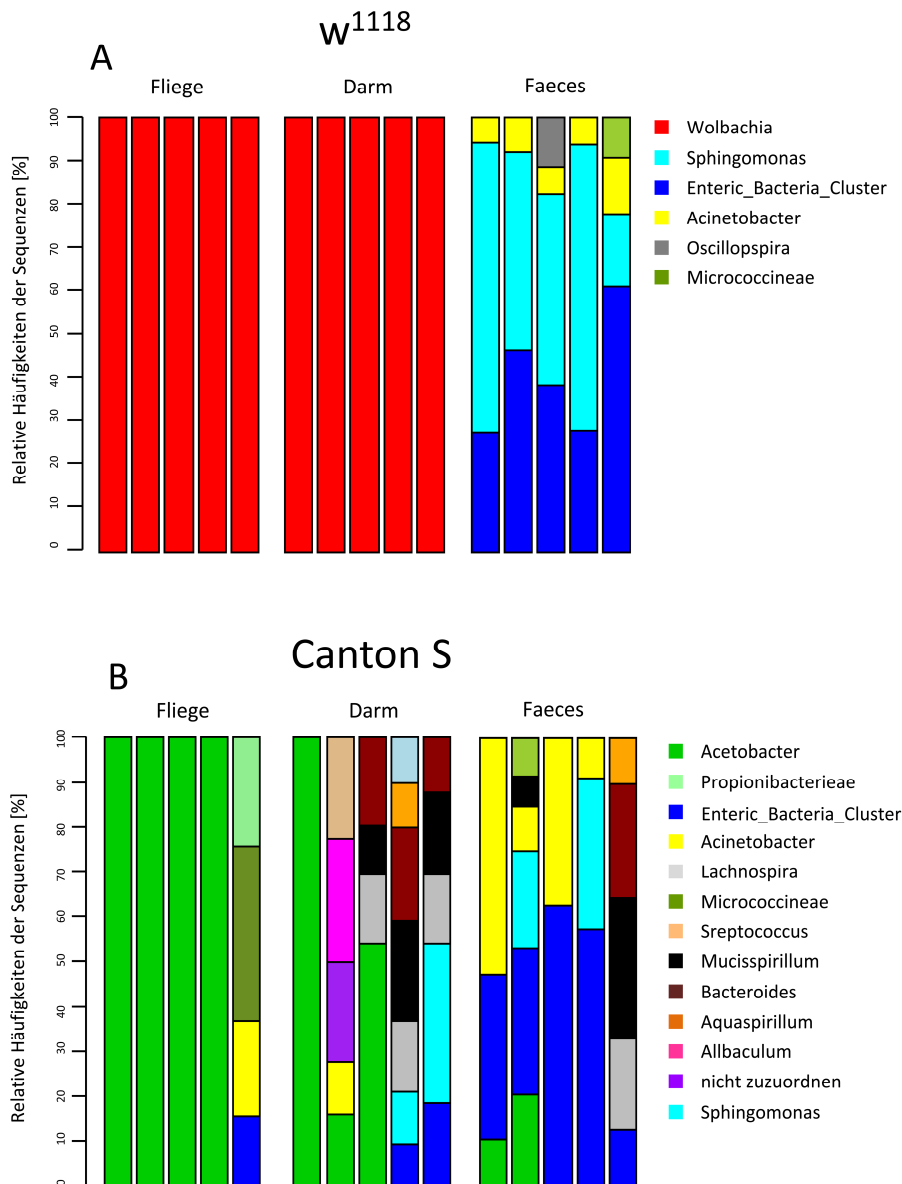 w1118
A
Fliege Darm Faeces
Relative Häufigkeiten der Sequenzen [%]
100
90
80
70
60
50
40
30
20
10
0
Wolbachia
Sphingomonas
Enteric_Bacteria_Cluster
Acinetobacter
Oscillopspira
Micrococcineae
Canton S
B
Fliege Darm Faeces
Relative Häufigkeiten der Sequenzen [%]
100
90
80
70
60
50
40
30
20
10
0
Acetobacter
Propionibacterieae
Enteric_Bacteria_Cluster
Acinetobacter
Lachnospira
Micrococcineae
Sreptococcus
Mucisspirillum
Bacteroides
Aquaspirillum
Allbaculum
nicht zuzuordnen
Sphingomonas